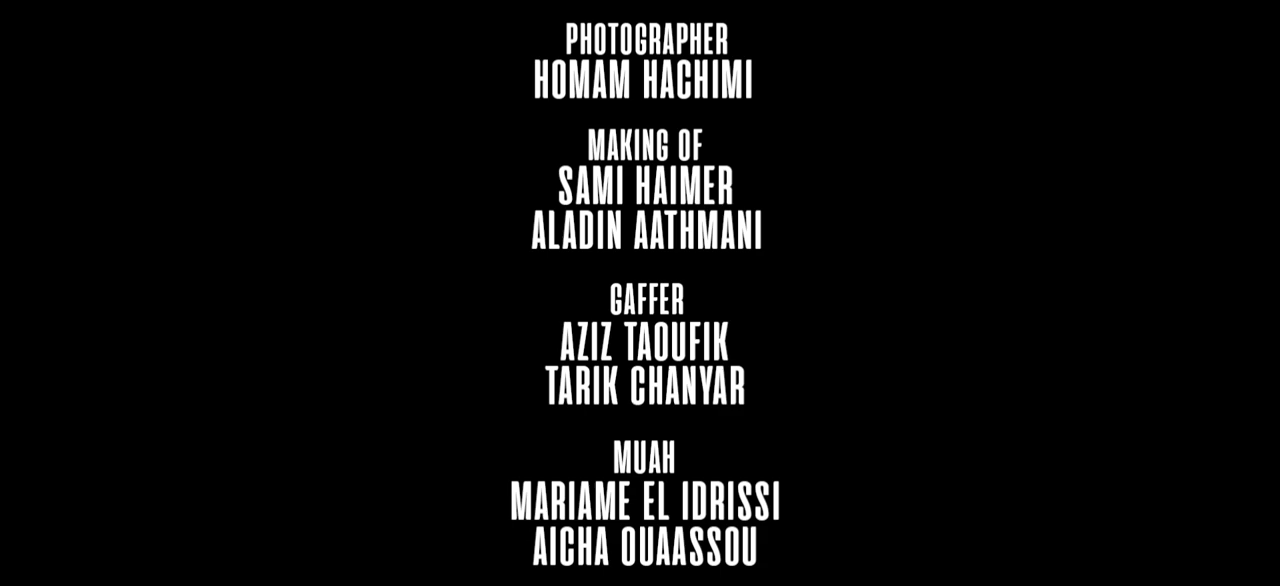 PHOTOGRAPHER
HOMAM HACHIMI
MAKING OF
SAMI HAIMER
ALADIN AATHMANI
GAFFER
AZIZ TAOUFIK
TARIK CHANYAR
MUAH
MARIAME EL IDRISSI
AICHA OUAASSOU